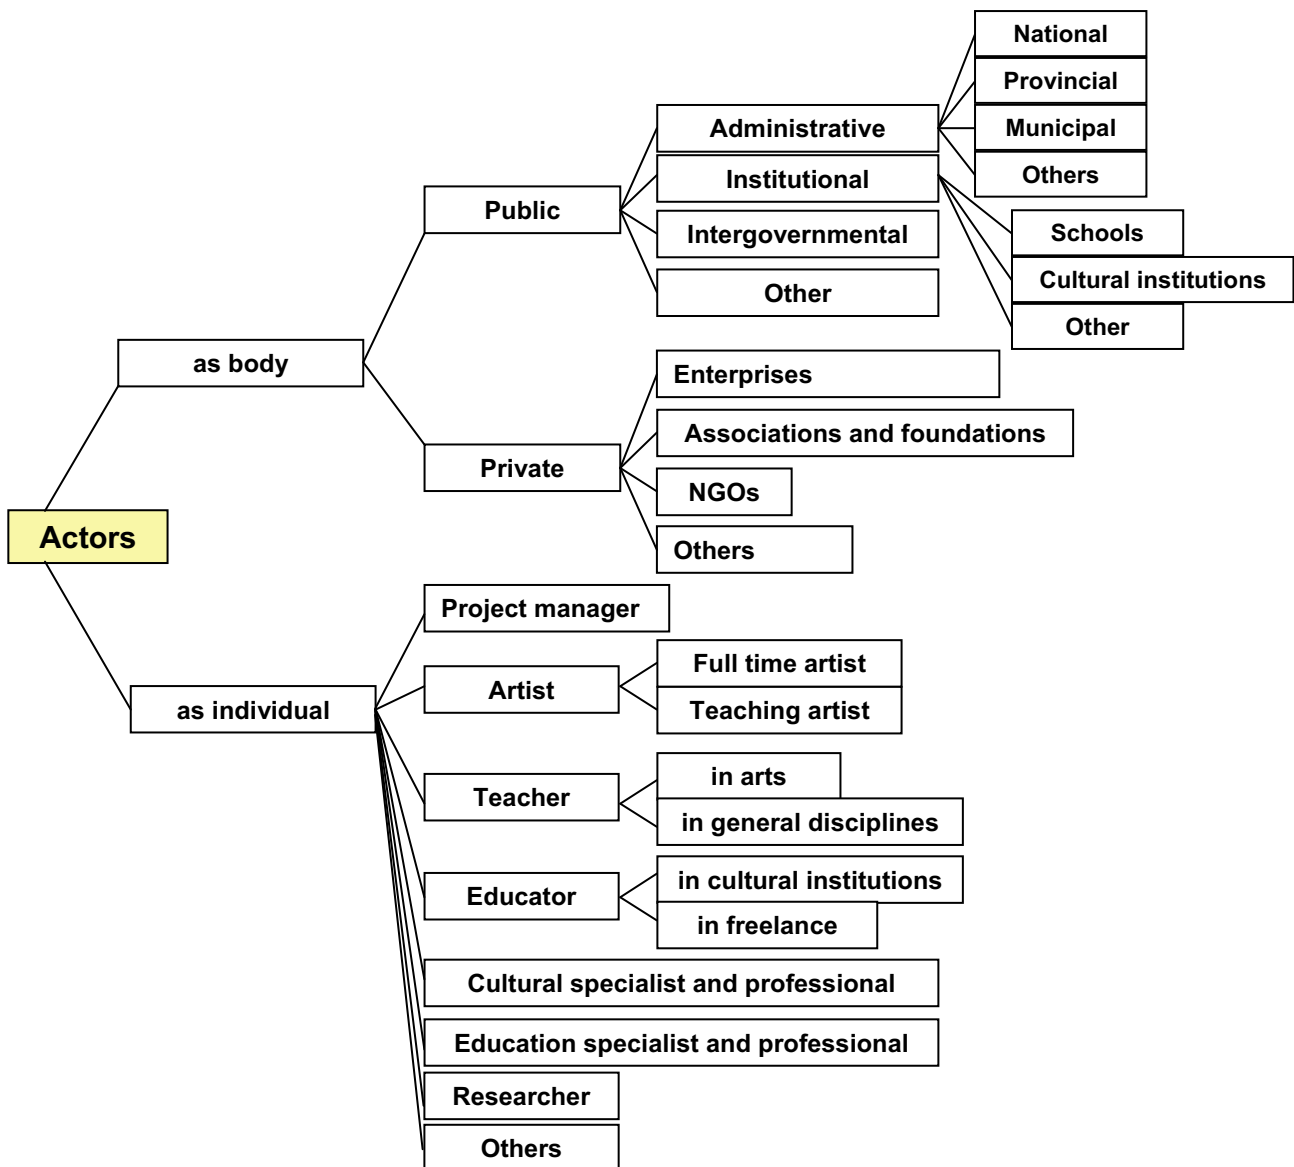 National
Provincial
Administrative
Municipal
Others
Institutional
Public
Schools
Intergovernmental
Cultural institutions
Other
Other
as body
Enterprises
Associations and foundations
Private
NGOs
Actors
Others
Project manager
Full time artist
Artist
Teaching artist
as individual
in arts
Teacher
in general disciplines
in cultural institutions
Educator
in freelance
Cultural specialist and professional
Education specialist and professional
Researcher
Others